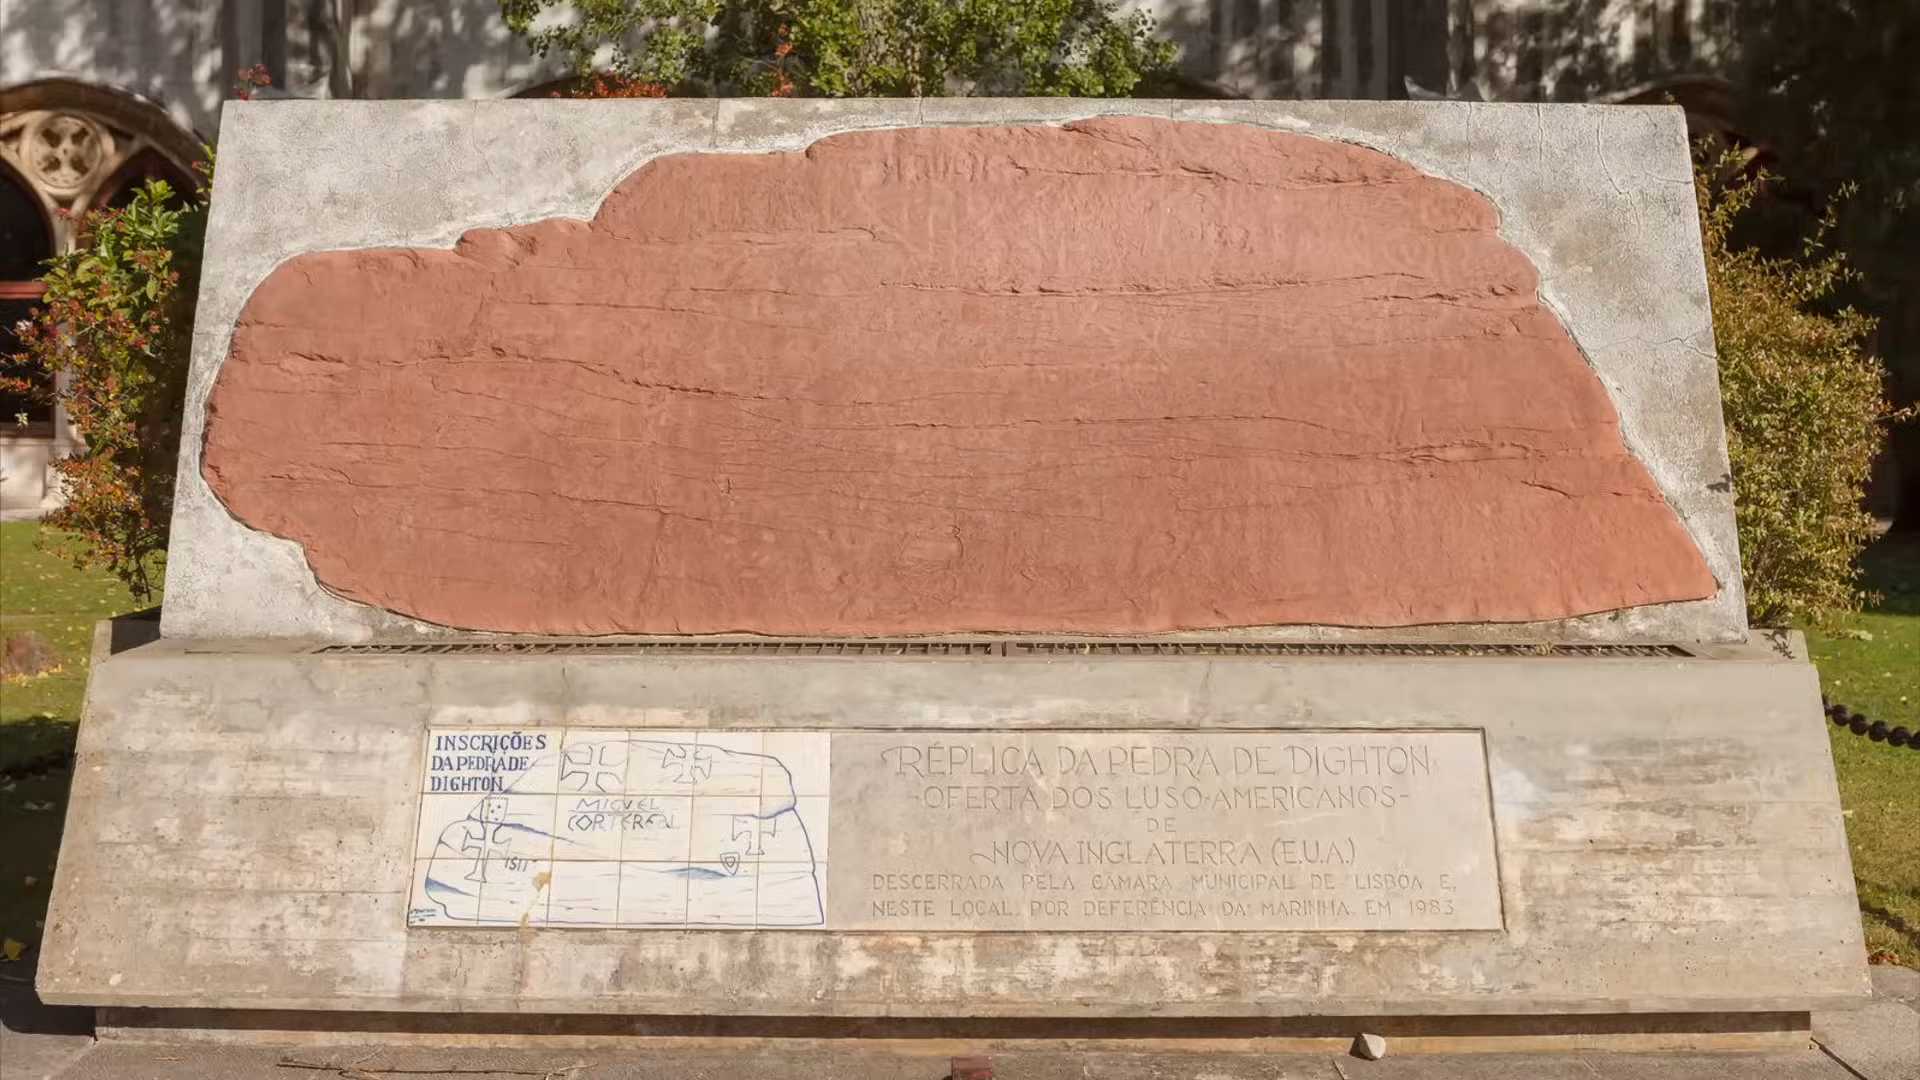 INSCRIÇÕES
DA PEDRA DE
DIGHTON
MIGVEL
CORTEREAL
1511
RÉPLICA DA PEDRA DE DIGHTON
OFERTA DOS LUSO-AMERICANOS-
DE
NOVA INGLATERRA (E.U.A.)
DESCERRADA PELA CÂMARA MUNICIPAL DE LISBOA E,
NESTE LOCAL, POR DEFERÊNCIA DA MARINHA EM 1983